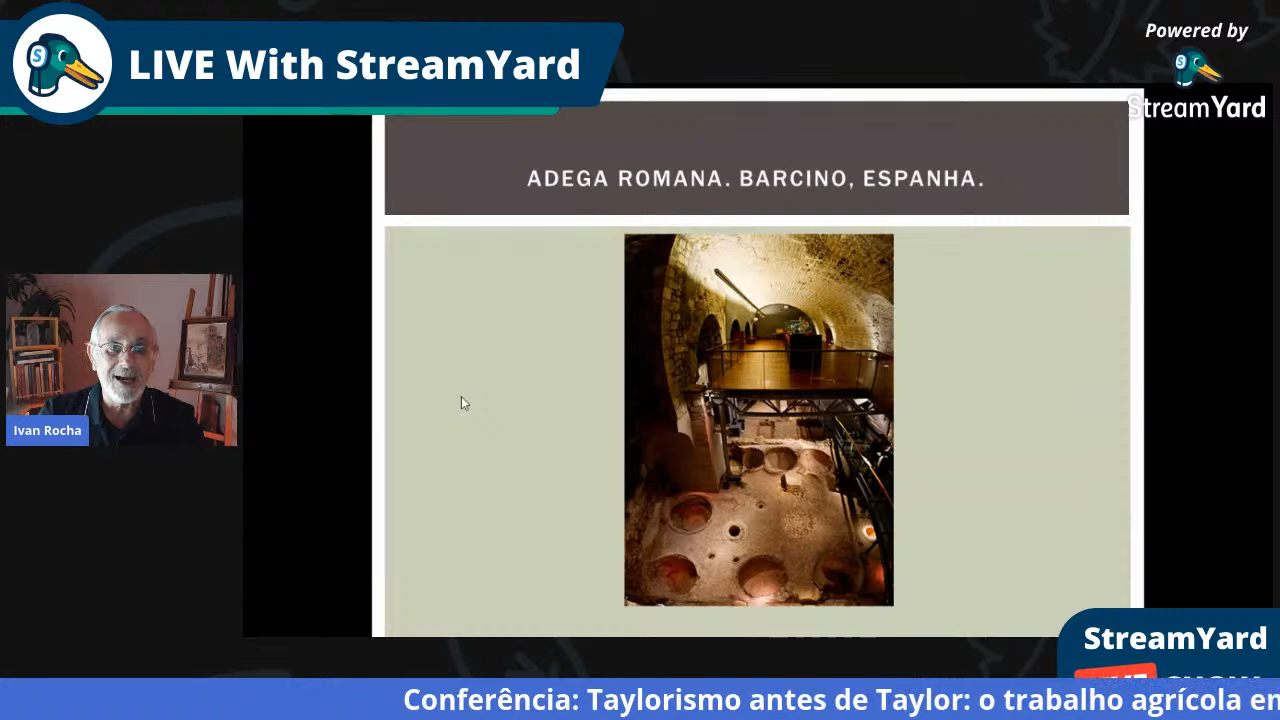 LIVE With StreamYard
Powered by
StreamYard
ADEGA ROMANA. BARCINO, ESPANHA.
Ivan Rocha
StreamYard
Conferência: Taylorismo antes de Taylor: o trabalho agrícola